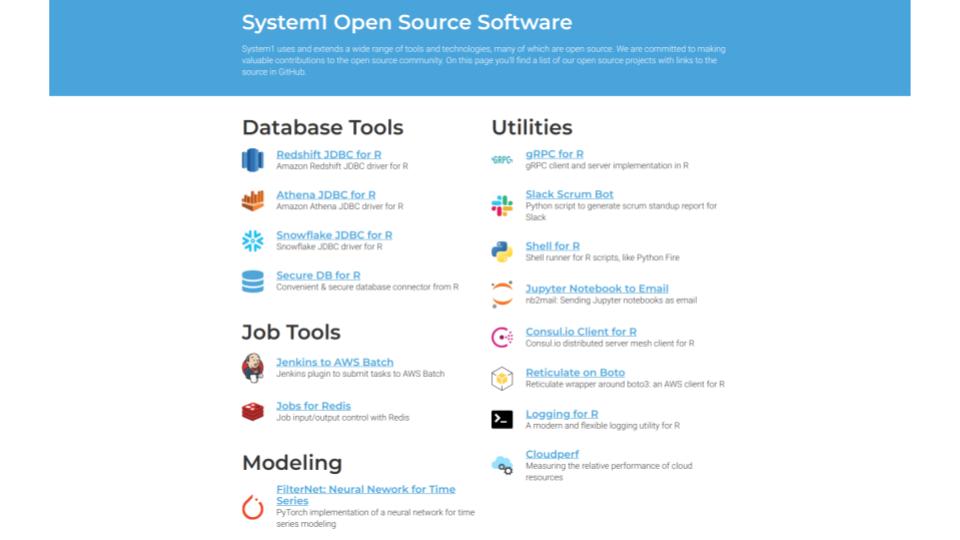 System1 Open Source Software
System1 uses and extends a wide range of tools and technologies, many of which are open source. We are committed to making
valuable contributions to the open source community. On this page you'll find a list of our open source projects with links to the
source in GitHub.
Database Tools
Redshift JDBC for R
Amazon Redshift JDBC driver for R
Athena JDBC for R
Amazon Athena JDBC driver for R
Snowflake JDBC for R
Snowflake JDBC driver for R
Secure DB for R
Convenient & secure database connector from R
Job Tools
Jenkins to AWS Batch
Jenkins plugin to submit tasks to AWS Batch
Jobs for Redis
Job input/output control with Redis
Modeling
FilterNet: Neural Nework for Time
Series
PyTorch implementation of a neural network for time
series modeling
Utilities
GRPC
gRPC for R
gRPC client and server implementation in R
Slack Scrum Bot
Python script to generate scrum standup report for
Slack
Shell for R
Shell runner for R scripts, like Python Fire
Jupyter Notebook to Email
nb2mail: Sending Jupyter notebooks as email
Consul.io Client for R
Consul.io distributed server mesh client for R
Reticulate on Boto
Reticulate wrapper around boto3: an AWS client for R
Logging for R
A modern and flexible logging utility for R
Cloudperf
Measuring the relative performance of cloud
resources